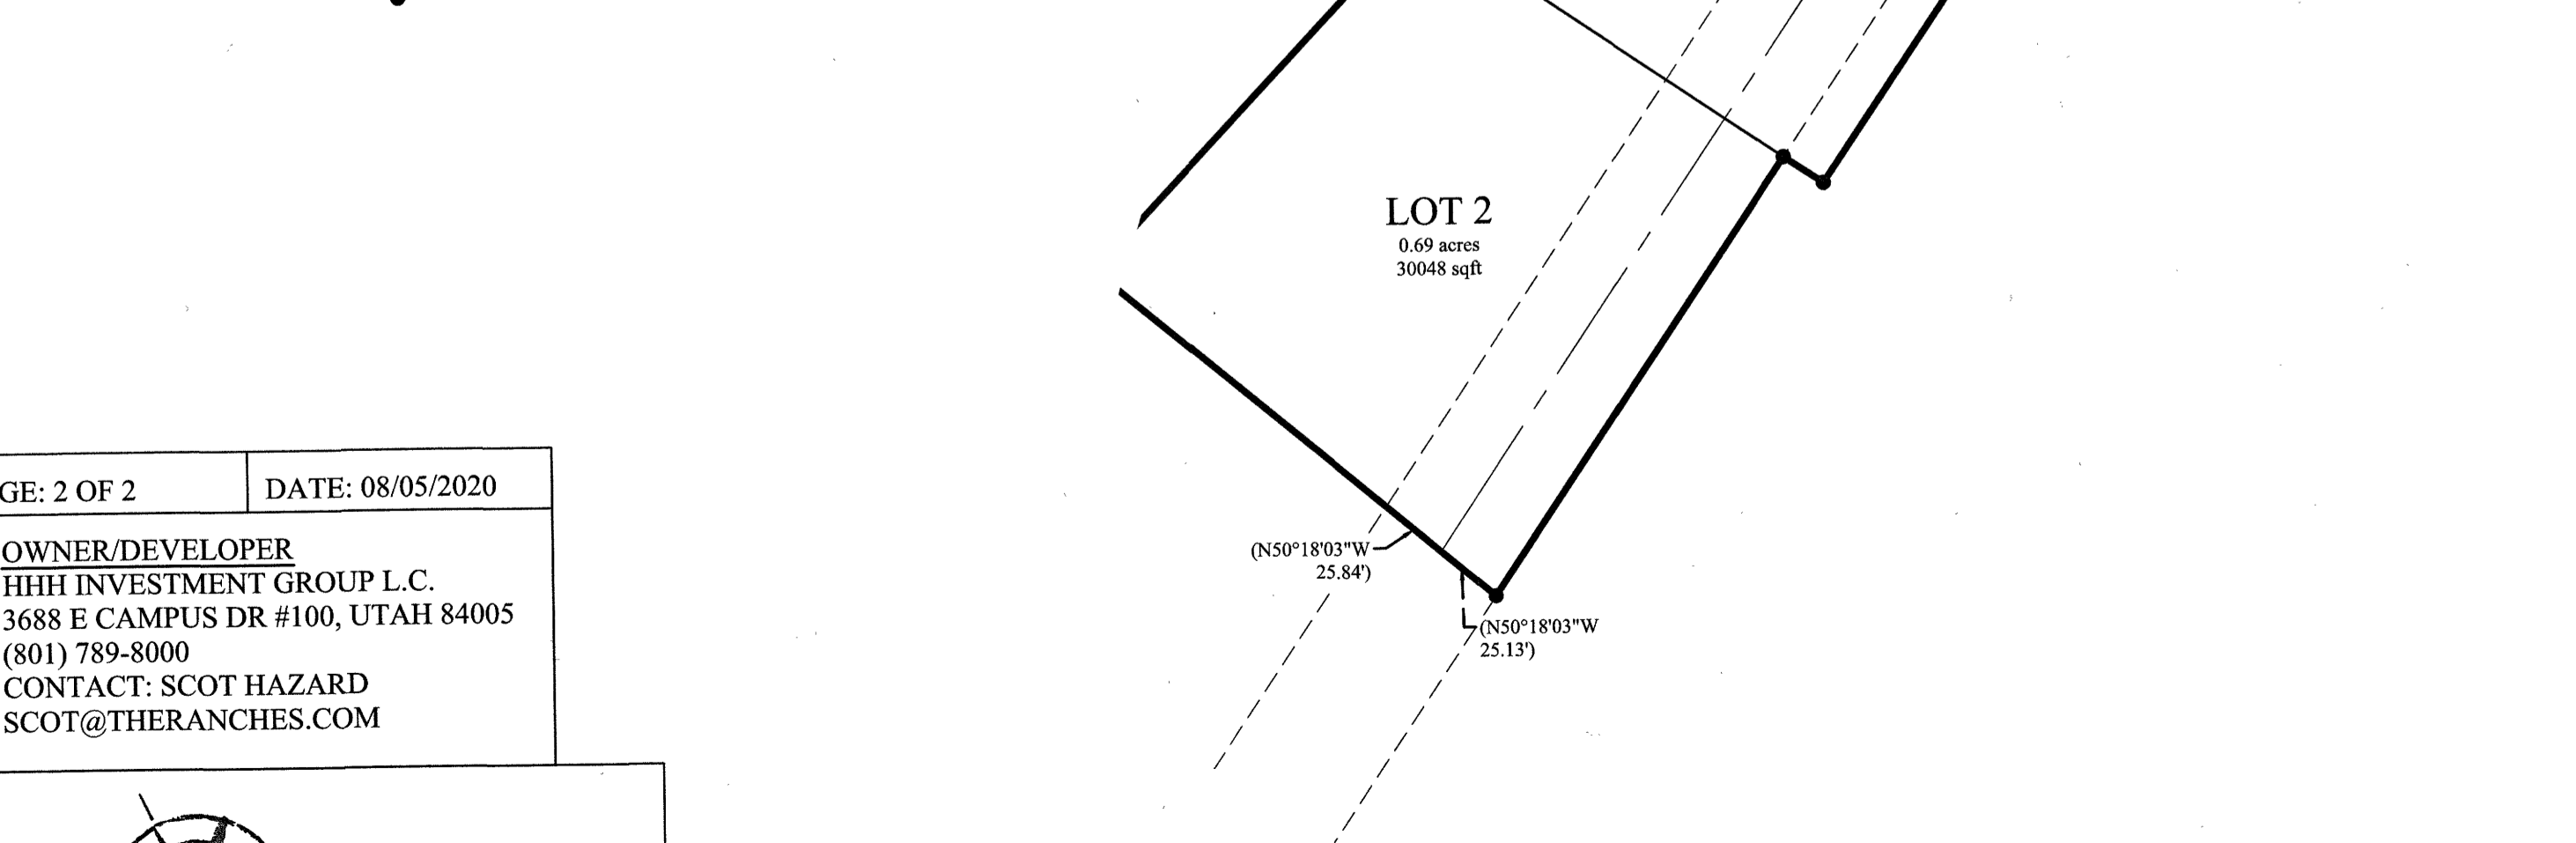 LOT 2
0.69 acres
30048 sqft
(N50°18'03"W
25.84')
(N50°18'03"W
25.13')
GE: 2 OF 2
DATE: 08/05/2020
OWNER/DEVELOPER
HHH INVESTMENT GROUP L.C.
3688 E CAMPUS DR #100, UTAH 84005
(801) 789-8000
CONTACT: SCOT HAZARD
SCOT@THERANCHES.COM